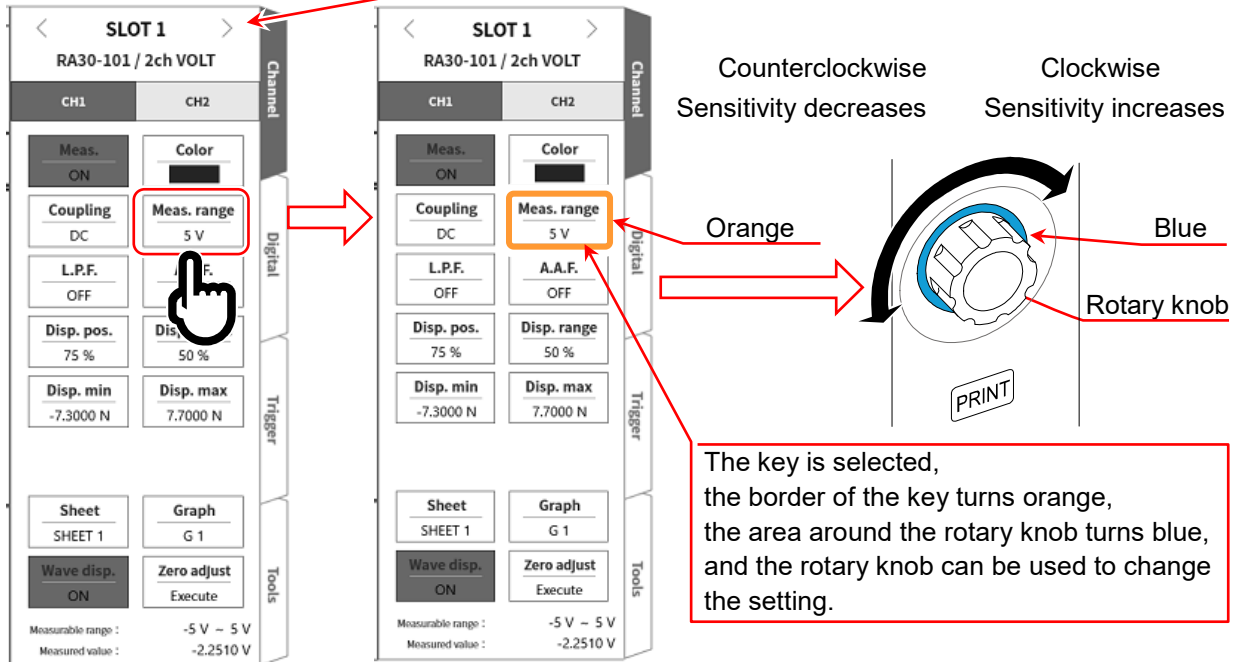 SLOT 1
RA30-101 / 2ch VOLT
CH1
CH2
Meas.
ON
Color
Coupling
DC
Meas. range
5 V
L.P.F.
OFF
Disp. pos.
75 %
50 %
Disp. min
-7.3000 N
Disp. max
7.7000 N
Sheet
SHEET 1
Graph
G 1
Wave disp.
ON
Zero adjust
Execute
Measurable range :
-5 V ~ 5 V
Measured value :
-2.2510 V
Channel
Digital
Trigger
Tools
SLOT 1
RA30-101 / 2ch VOLT
CH1
CH2
Meas.
ON
Color
Coupling
DC
Meas. range
5 V
L.P.F.
OFF
A.A.F.
OFF
Disp. pos.
75 %
Disp. range
50 %
Disp. min
-7.3000 N
Disp. max
7.7000 N
Sheet
SHEET 1
Graph
G 1
Wave disp.
ON
Zero adjust
Execute
Measurable range :
-5 V ~ 5 V
Measured value :
-2.2510 V
Channel
Digital
Trigger
Tools
Counterclockwise
Sensitivity decreases
Clockwise
Sensitivity increases
Orange
Blue
Rotary knob
PRINT
The key is selected,
the border of the key turns orange,
the area around the rotary knob turns blue,
and the rotary knob can be used to change
the setting.